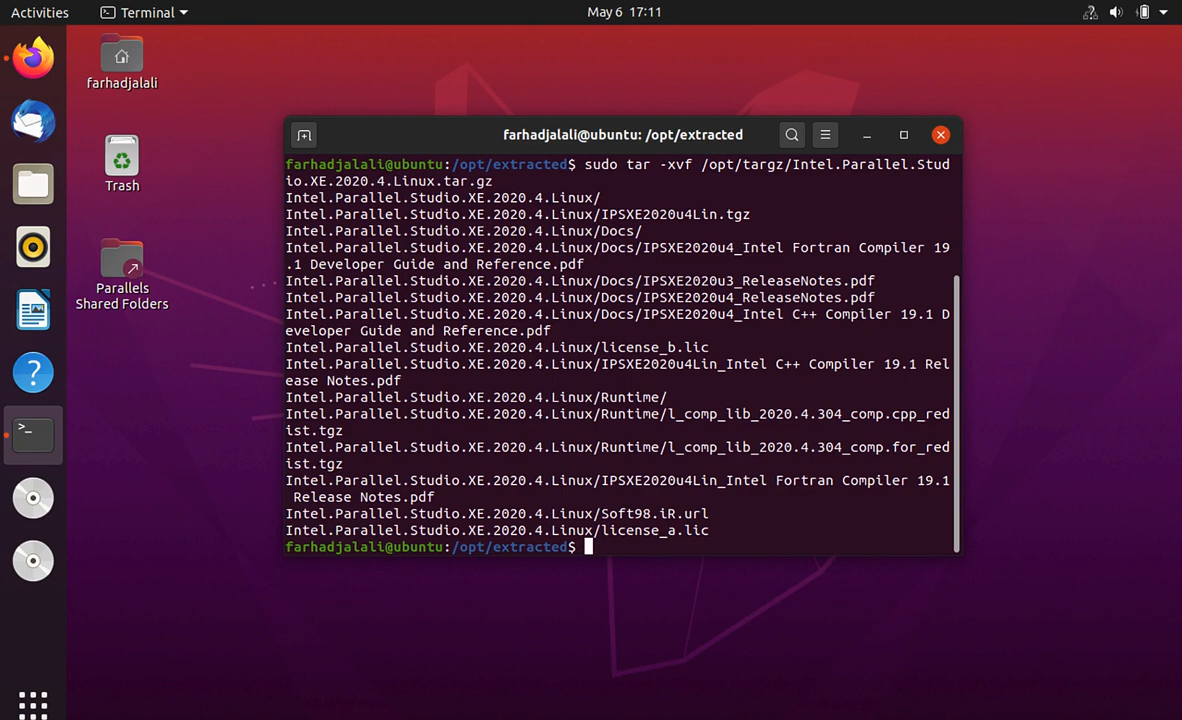 Activities
Terminal
May 6 17:11
farhadjalali
Trash
Parallels
Shared Folders
farhadjalali@ubuntu: /opt/extracted
farhadjalali@ubuntu:/opt/extracted$ sudo tar -xvf /opt/targz/Intel.Parallel.Stud
io.XE.2020.4.Linux.tar.gz
Intel.Parallel.Studio.XE.2020.4.Linux/
Intel.Parallel.Studio.XE.2020.4.Linux/IPSXE2020u4Lin.tgz
Intel.Parallel.Studio.XE.2020.4.Linux/Docs/
Intel.Parallel.Studio.XE.2020.4.Linux/Docs/IPSXE2020u4_Intel Fortran Compiler 19
.1 Developer Guide and Reference.pdf
Intel.Parallel.Studio.XE.2020.4.Linux/Docs/IPSXE2020u3_ReleaseNotes.pdf
Intel.Parallel.Studio.XE.2020.4.Linux/Docs/IPSXE2020u4_ReleaseNotes.pdf
Intel.Parallel.Studio.XE.2020.4.Linux/Docs/IPSXE2020u4_Intel C++ Compiler 19.1 D
eveloper Guide and Reference.pdf
Intel.Parallel.Studio.XE.2020.4.Linux/license_b.lic
Intel.Parallel.Studio.XE.2020.4.Linux/IPSXE2020u4Lin_Intel C++ Compiler 19.1 Rel
ease Notes.pdf
Intel.Parallel.Studio.XE.2020.4.Linux/Runtime/
Intel.Parallel.Studio.XE.2020.4.Linux/Runtime/l_comp_lib_2020.4.304_comp.cpp_red
ist.tgz
Intel.Parallel.Studio.XE.2020.4.Linux/Runtime/l_comp_lib_2020.4.304_comp.for_red
ist.tgz
Intel.Parallel.Studio.XE.2020.4.Linux/IPSXE2020u4Lin_Intel Fortran Compiler 19.1
 Release Notes.pdf
Intel.Parallel.Studio.XE.2020.4.Linux/Soft98.iR.url
Intel.Parallel.Studio.XE.2020.4.Linux/license_a.lic
farhadjalali@ubuntu:/opt/extracted$